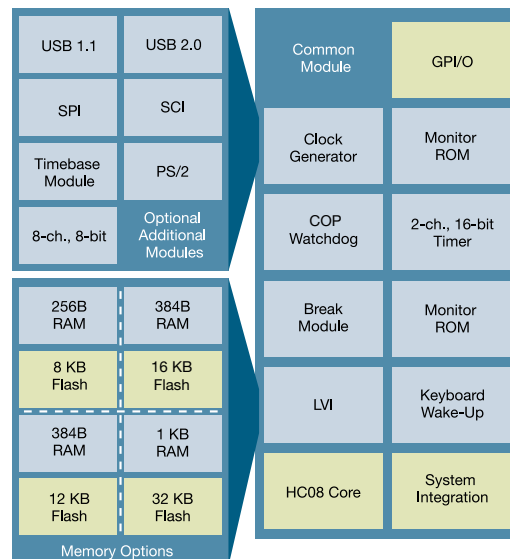 USB 1.1
USB 2.0
SPI
SCI
Timebase
Module
PS/2
8-ch., 8-bit
Optional
Additional
Modules
256B
RAM
384B
RAM
8 KB
Flash
16 KB
Flash
384B
RAM
1 KB
RAM
12 KB
Flash
32 KB
Flash
Memory Options
Common
Module
GPI/O
Clock
Generator
Monitor
ROM
COP
Watchdog
2-ch., 16-bit
Timer
Break
Module
Monitor
ROM
LVI
Keyboard
Wake-Up
HC08 Core
System
Integration